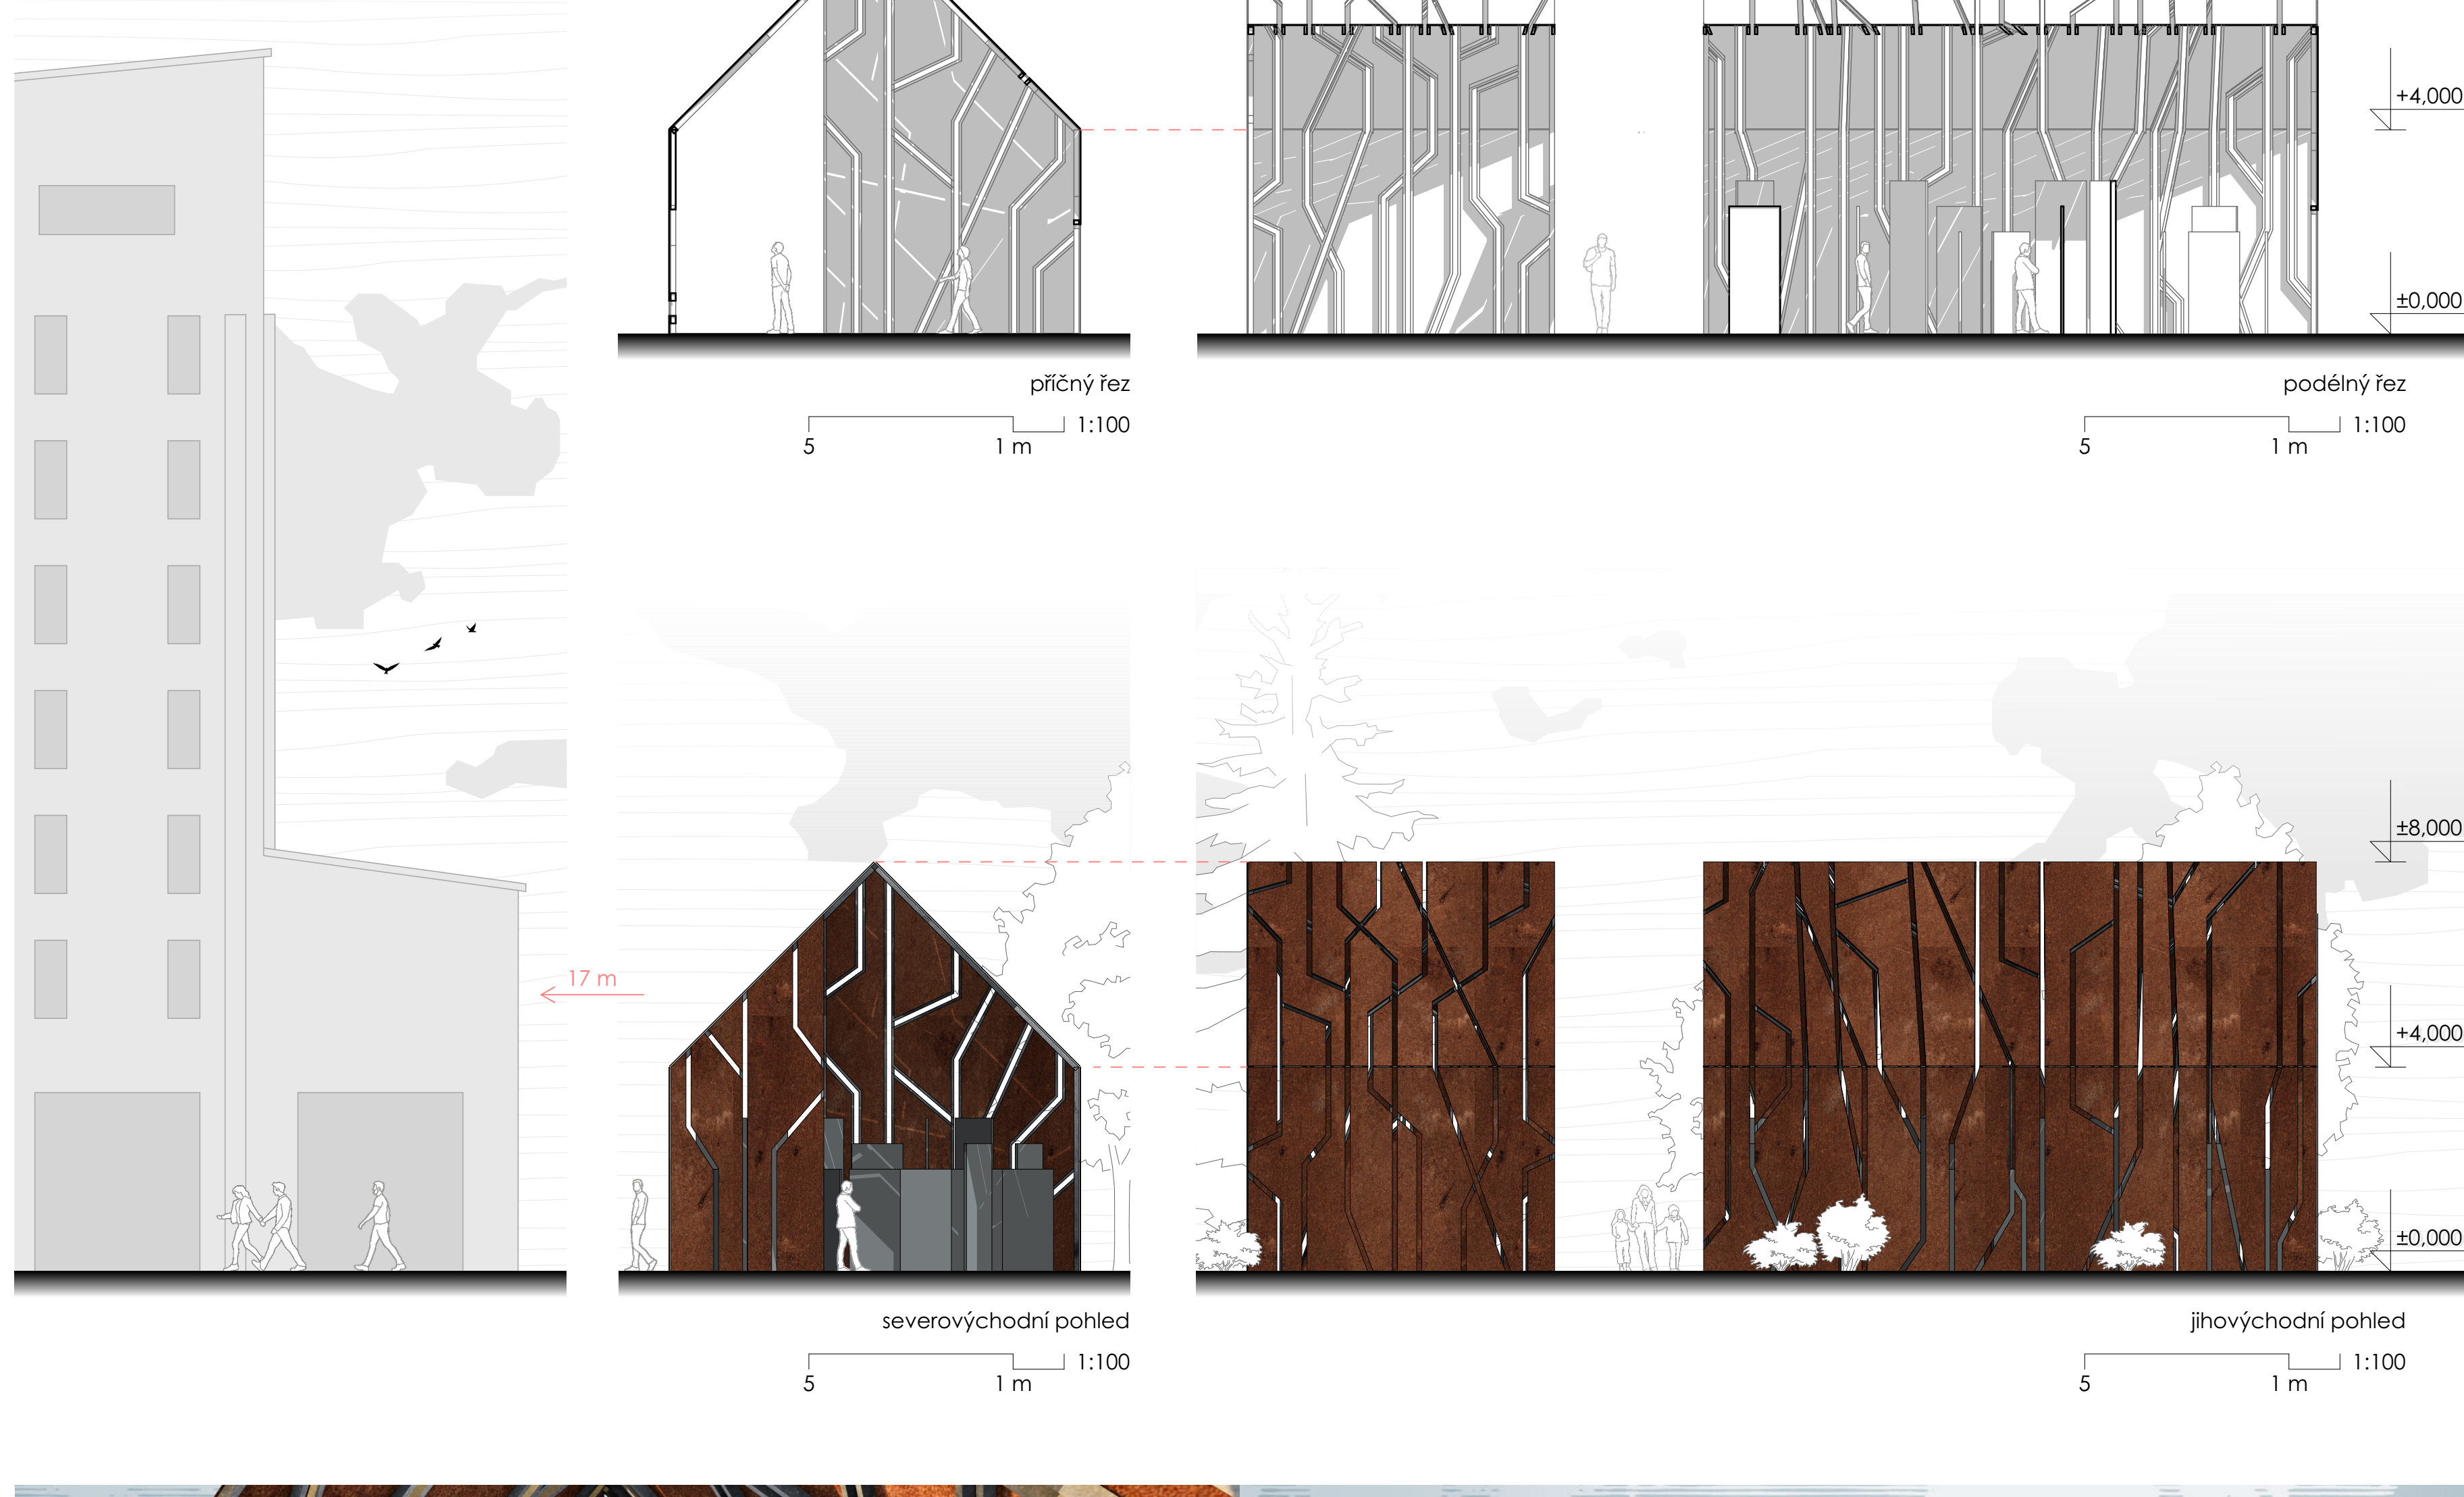 +4,000
±0,000
příčný řez
1:100
5
1 m
podélný řez
1:100
5
1 m
±8,000
17 m
+4,000
±0,000
severovýchodní pohled
1:100
5
1 m
jihovýchodní pohled
1:100
5
1 m